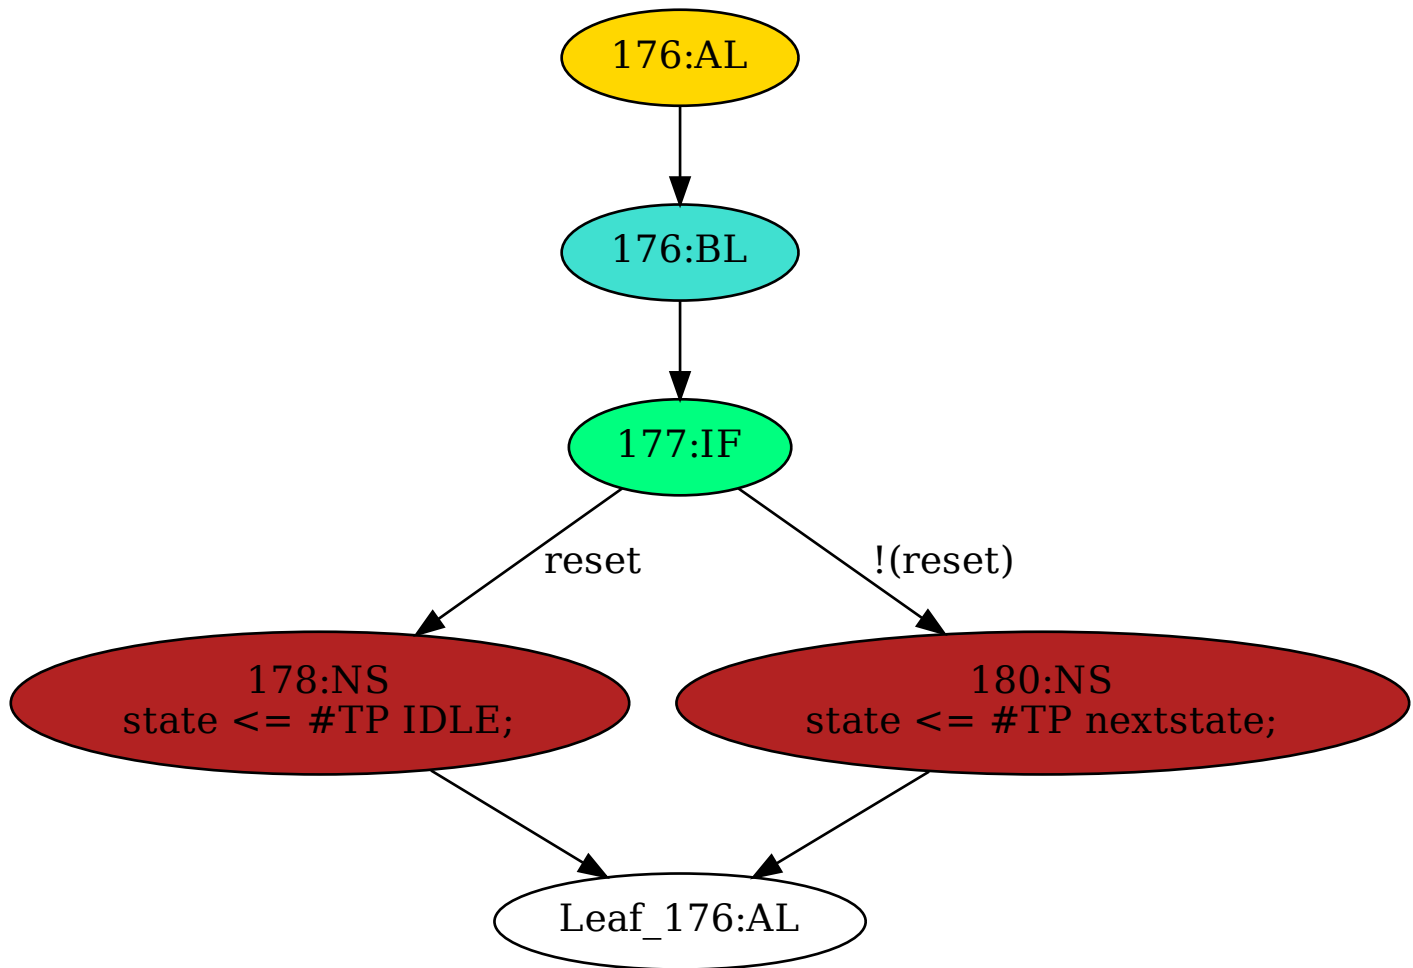 176:AL
176:BL
177:IF
reset
!(reset)
178:NS
state <= #TP IDLE;
180:NS
state <= #TP nextstate;
Leaf_176:AL